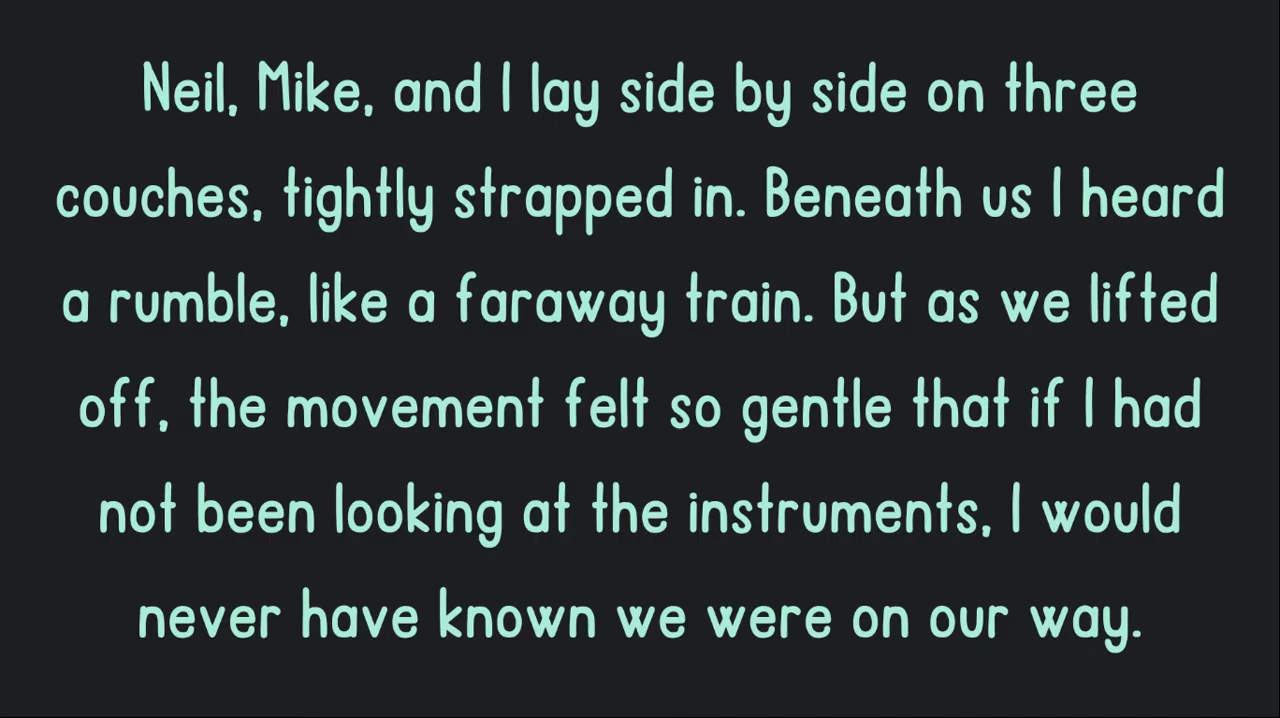 Neil, Mike, and I lay side by side on three
couches, tightly strapped in. Beneath us I heard
a rumble, like a faraway train. But as we lifted
off, the movement felt so gentle that if I had
not been looking at the instruments, I would
never have known we were on our way.